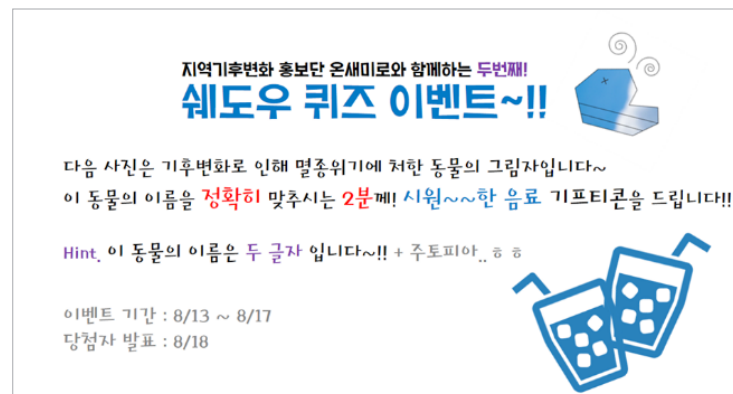 지역기후변화 홍보단 온새미로와 함께하는 두번째!
쉐도우 퀴즈 이벤트~!!
다음 사진은 기후변화로 인해 멸종위기에 처한 동물의 그림자입니다~
이 동물의 이름을 정확히 맞추시는 2분께! 시원~~한 음료 기프티콘을 드립니다!!
Hint. 이 동물의 이름은 두 글자 입니다~!! + 주토피아.. ㅎㅎ
이벤트 기간 : 8/13 ~ 8/17
당첨자 발표 : 8/18